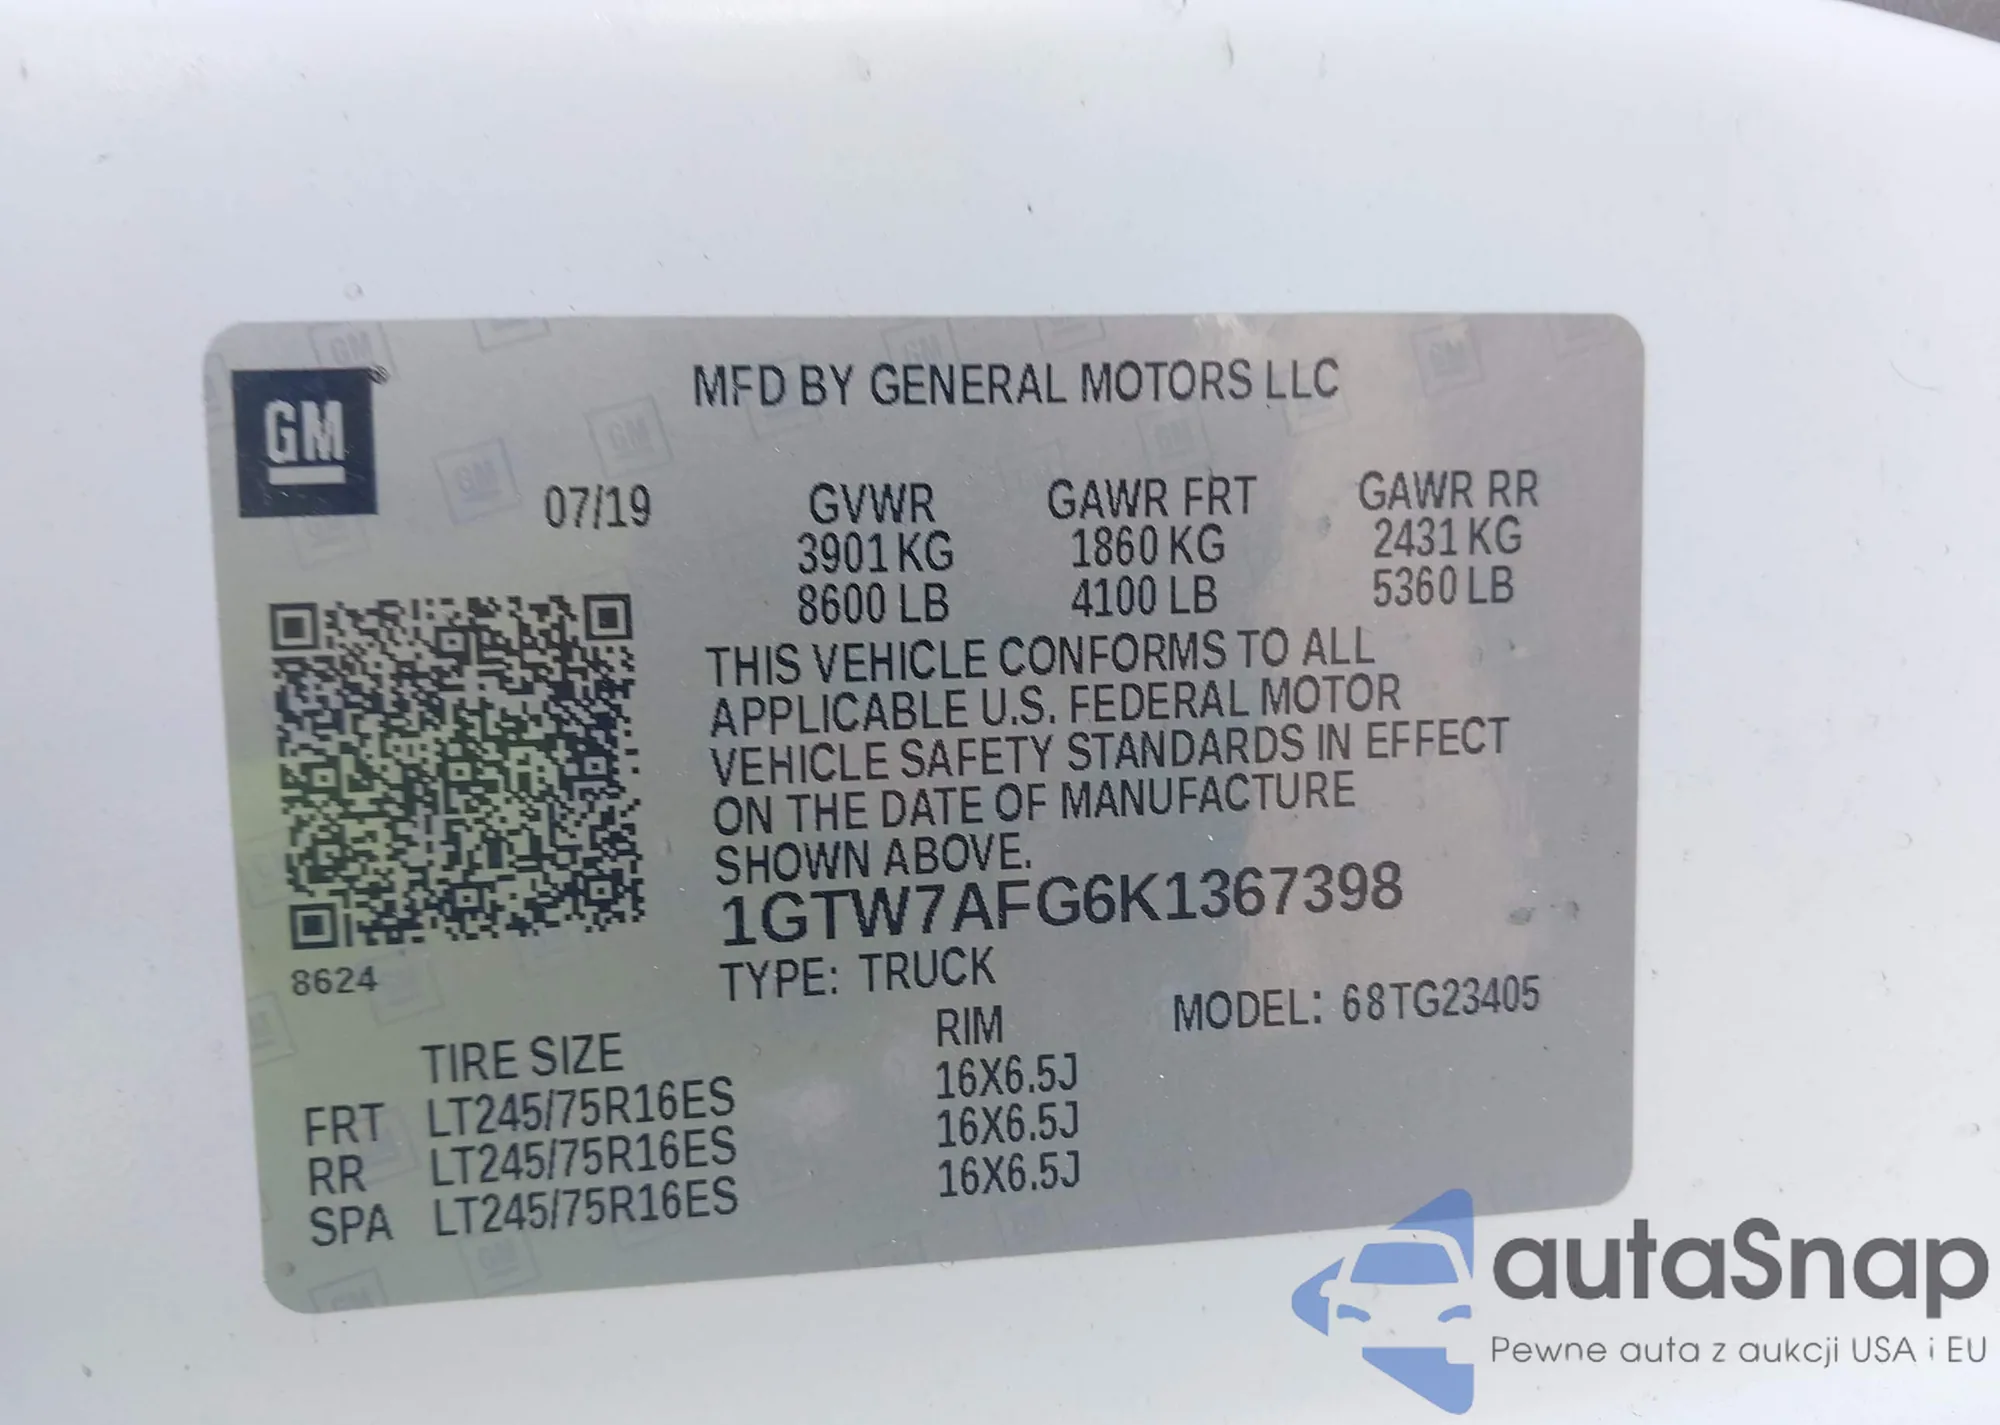 GM
®
MFD BY GENERAL MOTORS LLC
07/19 GVWR GAWR FRT GAWR RR
3901 KG 1860 KG 2431 KG
8600 LB 4100 LB 5360 LB
THIS VEHICLE CONFORMS TO ALL
APPLICABLE U.S. FEDERAL MOTOR
VEHICLE SAFETY STANDARDS IN EFFECT
ON THE DATE OF MANUFACTURE
SHOWN ABOVE.
1GTW7AFG6K1367398
8624
TYPE: TRUCK
MODEL: 68TG23405
TIRE SIZE RIM
FRT LT245/75R16ES 16X6.5J
RR LT245/75R16ES 16X6.5J
SPA LT245/75R16ES 16X6.5J
autaSnap
Pewne auta z aukcji USA i EU